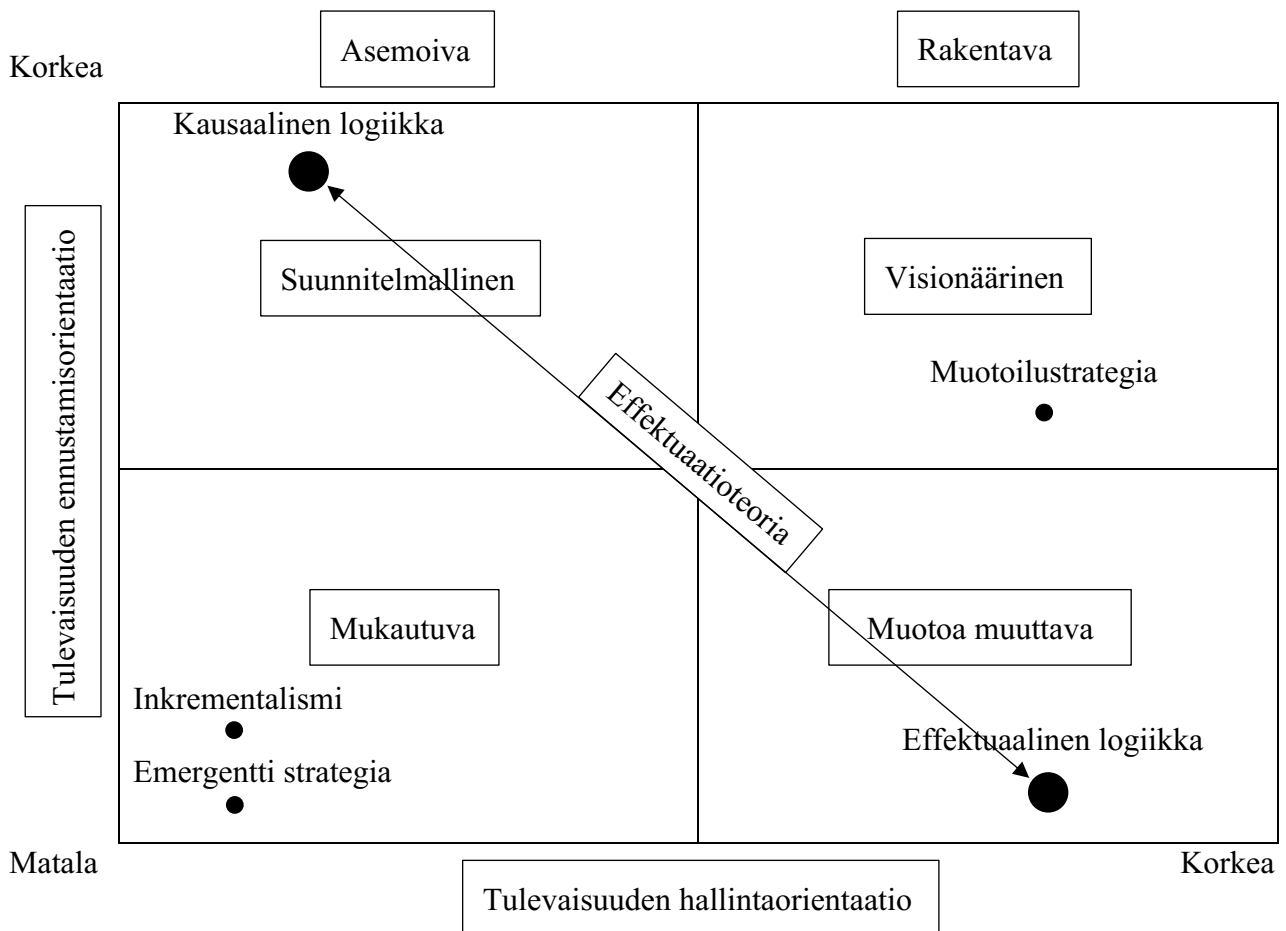 Asemoiva
Rakentava
Korkea
Kausaalinen logiikka
Suunnitelmallinen
Visionäärinen
Muotoilustrategia
Tulevaisuuden ennustamisorientaatio
Effektuaatioteoria
Mukautuva
Muotoa muuttava
Inkrementalismi
Effektuaalinen logiikka
Emergentti strategia
Matala
Korkea
Tulevaisuuden hallintaorientaatio